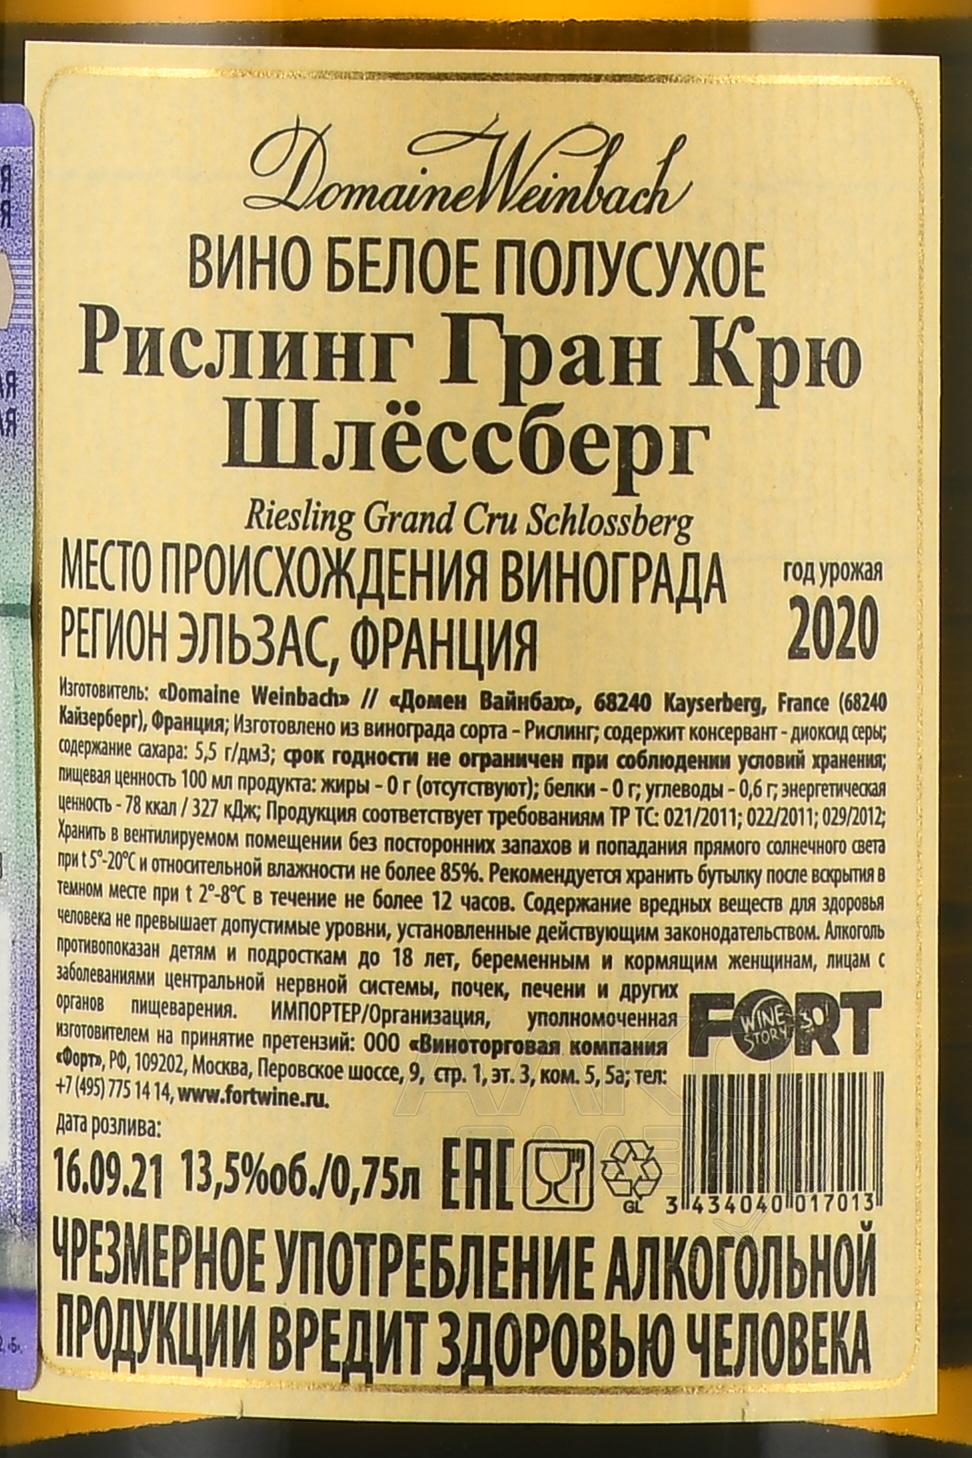 Domaine Weinbach
ВИНО БЕЛОЕ ПОЛУСУХОЕ
Рислинг Гран Крю
Шлёссберг
Riesling Grand Cru Schlossberg
МЕСТО ПРОИСХОЖДЕНИЯ ВИНОГРАДА
РЕГИОН ЭЛЬЗАС, ФРАНЦИЯ
год урожая
2020
Изготовитель: «Domaine Weinbach» // «Домен Вайнбах», 68240 Kayserberg, France (68240
Кайзерберг), Франция; Изготовлено из винограда сорта - Рислинг; содержит консервант - диоксид серы;
содержание сахара: 5,5 г/дм3; срок годности не ограничен при соблюдении условий хранения;
пищевая ценность 100 мл продукта: жиры - 0 г (отсутствуют); белки - 0 г; углеводы - 0,6 г; энергетическая
ценность - 78 ккал / 327 кДж; Продукция соответствует требованиям ТР ТС: 021/2011; 022/2011; 029/2012;
Хранить в вентилируемом помещении без посторонних запахов и попадания прямого солнечного света
при t 5°-20°C и относительной влажности не более 85%. Рекомендуется хранить бутылку после вскрытия в
темном месте при t 2°-8°C в течение не более 12 часов. Содержание вредных веществ для здоровья
человека не превышает допустимые уровни, установленные действующим законодательством. Алкоголь
противопоказан детям и подросткам до 18 лет, беременным и кормящим женщинам, лицам с
заболеваниями центральной нервной системы, почек, печени и других
органов пищеварения. ИМПОРТЕР/Организация, уполномоченная
изготовителем на принятие претензий: ООО «Виноторговая компания
«Форт», РФ, 109202, Москва, Перовское шоссе, 9, стр. 1, эт. 3, ком. 5, 5а; тел:
+7 (495) 775 14 14, www.fortwine.ru.
FORT
WINE
STORY
30
дата розлива:
16.09.21 13,5%об./0,75л
EAC
GL
3 434040 017013
ЧРЕЗМЕРНОЕ УПОТРЕБЛЕНИЕ АЛКОГОЛЬНОЙ
ПРОДУКЦИИ ВРЕДИТ ЗДОРОВЬЮ ЧЕЛОВЕКА